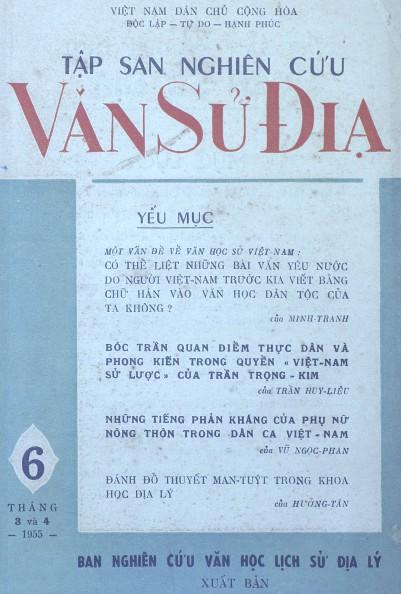 VIỆT NAM DÂN CHỦ CỘNG HÒA
ĐỘC LẬP — TỰ DO — HẠNH PHÚC
TẬP SAN NGHIÊN CỨU
VĂN SỬ ĐỊA
YẾU MỤC
MỘT VẤN ĐỀ VỀ VĂN HỌC SỬ VIỆT-NAM :
CÓ THỂ LIỆT NHỮNG BÀI VĂN YÊU NƯỚC
DO NGƯỜI VIỆT-NAM TRƯỚC KIA VIẾT BẰNG
CHỮ HÁN VÀO VĂN HỌC DÂN TỘC CỦA
TA KHÔNG ?
của MINH-TRANH
BÓC TRẦN QUAN ĐIỂM THỰC DÂN VÀ
PHONG KIẾN TRONG QUYỂN « VIỆT-NAM
SỬ LƯỢC » CỦA TRẦN TRỌNG - KIM
của TRẦN HUY-LIỆU
NHỮNG TIẾNG PHẢN KHÁNG CỦA PHỤ NỮ
NÔNG THÔN TRONG DÂN CA VIỆT - NAM
của VŨ NGỌC-PHAN
ĐÁNH ĐỔ THUYẾT MAN-TUÝT TRONG KHOA
HỌC ĐỊA LÝ
của HƯỚNG-TÂN
6
THÁNG
3 và 4
— 1955 —
BAN NGHIÊN CỨU VĂN HỌC LỊCH SỬ ĐỊA LÝ
XUẤT BẢN